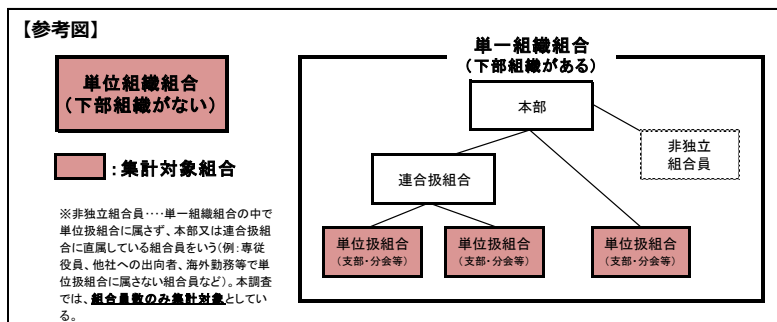 【参考図】
単位組織組合
（下部組織がない）
：集計対象組合
※非独立組合員‥‥単一組織組合の中で
単位扱組合に属さず、本部又は連合扱組
合に直属している組合員をいう（例：専従
役員、他社への出向者、海外勤務等で単
位扱組合に属さない組合員など）。本調査
では、組合員数のみ集計対象としてい
る。
単一組織組合
（下部組織がある）
本部
非独立
組合員
連合扱組合
単位扱組合
（支部・分会等）
単位扱組合
（支部・分会等）
単位扱組合
（支部・分会等）